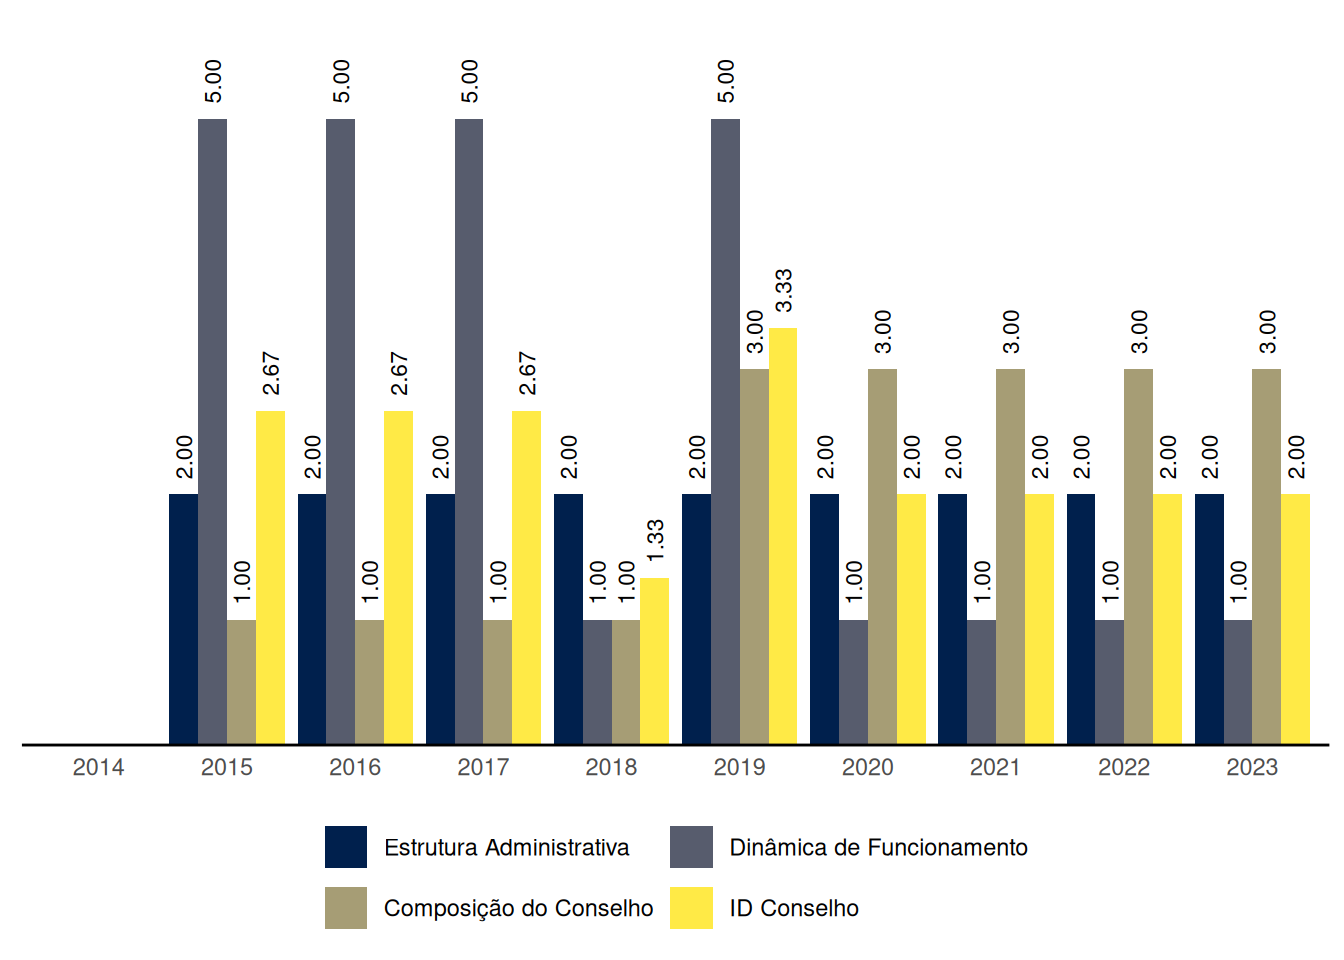 5.00 5.00 5.00 5.00
3.33
3.00 3.00 3.00 3.00 3.00
2.67 2.67 2.67
2.00 2.00 2.00 2.00 2.00 2.00 2.00 2.00 2.00 2.00 2.00 2.00 2.00
1.33
1.00 1.00 1.00 1.00 1.00 1.00 1.00 1.00 1.00
2014 2015 2016 2017 2018 2019 2020 2021 2022 2023
Estrutura Administrativa Dinâmica de Funcionamento
Composição do Conselho ID Conselho